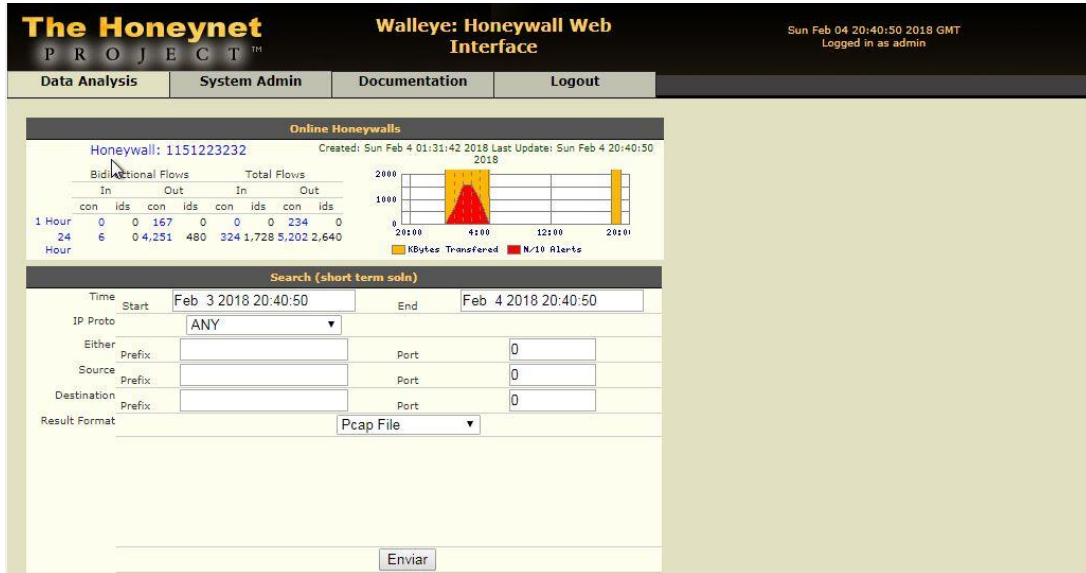 The Honeynet
PROJECT™
Walleye: Honeywall Web
Interface
Sun Feb 04 20:40:50 2018 GMT
Logged in as admin
Data Analysis System Admin Documentation Logout
Online Honeywalls
Honeywall: 1151223232
Created: Sun Feb 4 01:31:42 2018 Last Update: Sun Feb 4 20:40:50
2018
Bidirectional Flows Total Flows
In Out In Out
con ids con ids con ids con ids
1 Hour 0 0 167 0 0 0 234 0
24 6 0 4,251 480 324 1,728 5,202 2,640
Hour
2000
1000
0
20:00 4:00 12:00 20:0
KBytes Transfered N/10 Alerts
Search (short term soln)
Time Start Feb 3 2018 20:40:50 End Feb 4 2018 20:40:50
IP Proto ANY
Either Prefix Port 0
Source Prefix Port 0
Destination Prefix Port 0
Result Format Pcap File
Enviar